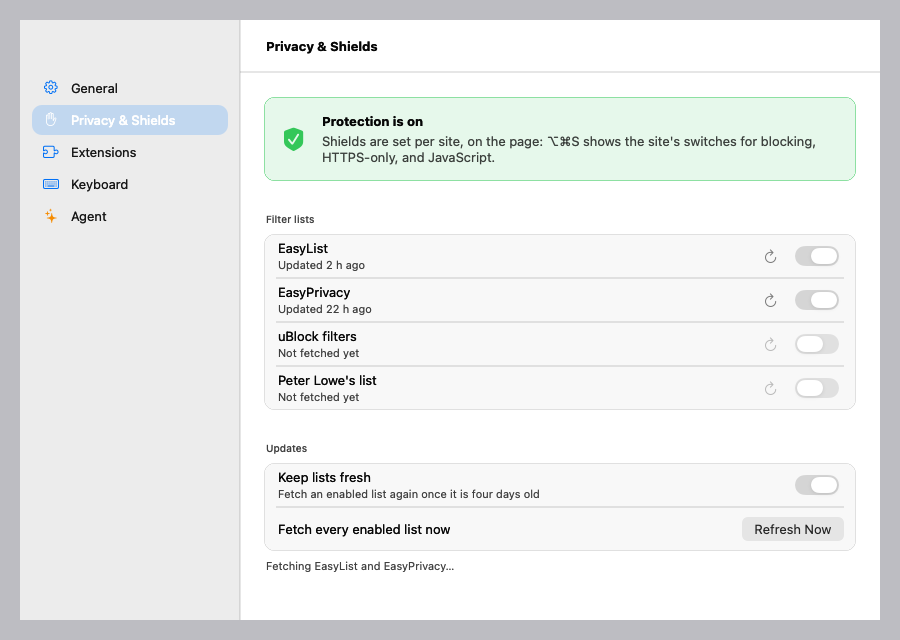 Privacy & Shields
General
Privacy & Shields
Extensions
Keyboard
Agent
Protection is on
Shields are set per site, on the page: ⌥⌘S shows the site's switches for blocking,
HTTPS-only, and JavaScript.
Filter lists
EasyList
Updated 2 h ago
EasyPrivacy
Updated 22 h ago
uBlock filters
Not fetched yet
Peter Lowe's list
Not fetched yet
Updates
Keep lists fresh
Fetch an enabled list again once it is four days old
Fetch every enabled list now
Refresh Now
Fetching EasyList and EasyPrivacy…